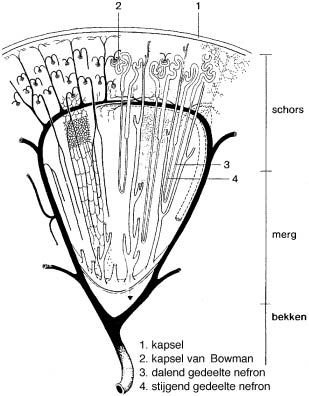 2 1
schors
3
4
merg
bekken
1. kapsel
2. kapsel van Bowman
3. dalend gedeelte nefron
4. stijgend gedeelte nefron